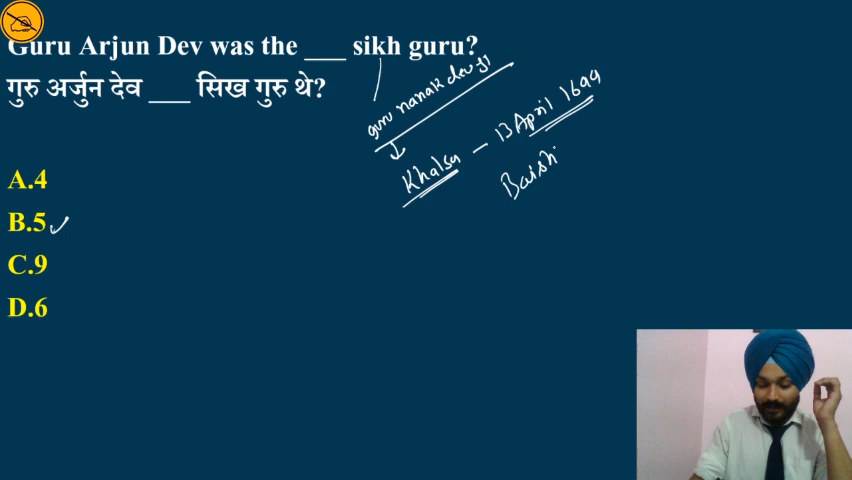 Guru Arjun Dev was the ___ sikh guru?
गुरु अर्जुन देव ___ सिख गुरु थे?
guru nanak dev ji
Khalsa - 13 April 1699
Baishi
A.4
B.5
C.9
D.6